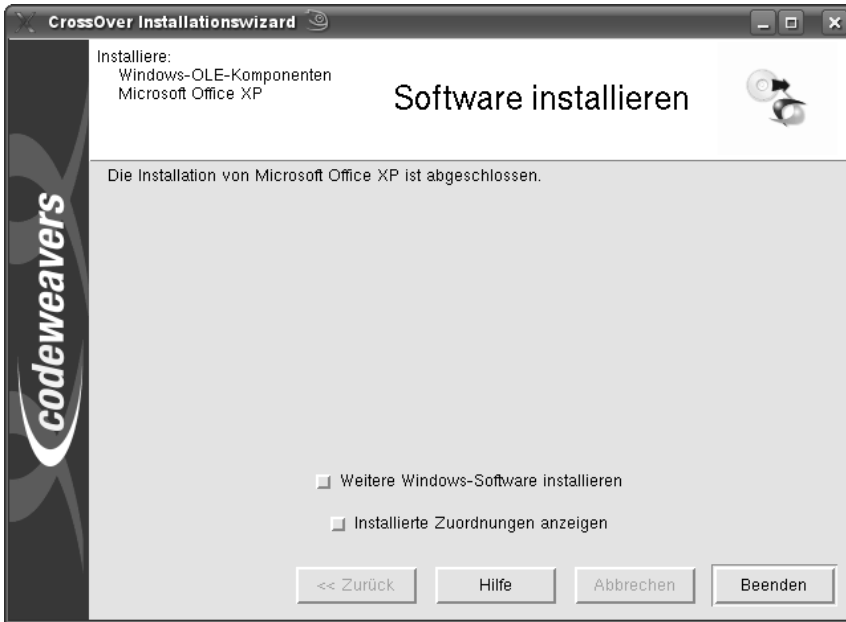 CrossOver Installationswizard
Installiere:
Windows-OLE-Komponenten
Microsoft Office XP
Software installieren
codeweavers
Die Installation von Microsoft Office XP ist abgeschlossen.
Weitere Windows-Software installieren
Installierte Zuordnungen anzeigen
<< Zurück
Hilfe
Abbrechen
Beenden